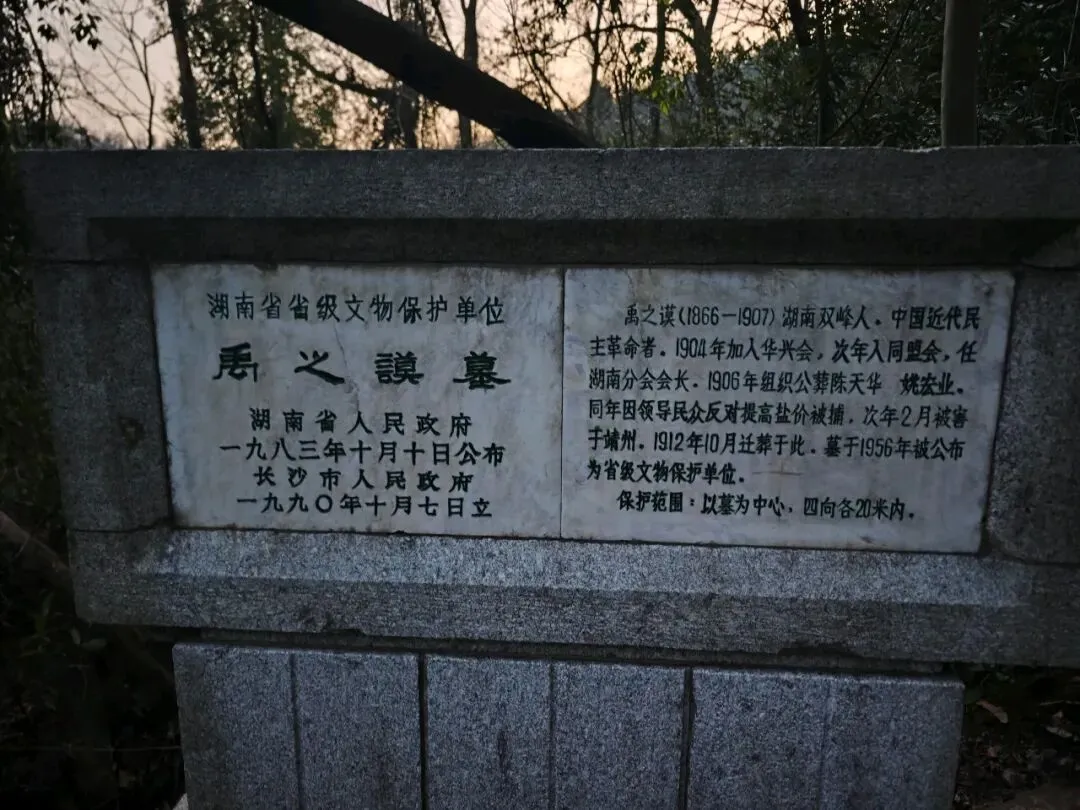 湖南省省级文物保护单位
禹之谟墓
湖南省人民政府
一九八三年十月十日公布
长沙市人民政府
一九九〇年十月七日立
禹之谟(1866—1907)湖南双峰人。中国近代民
主革命者。1904年加入华兴会，次年入同盟会，任
湖南分会会长。1906年组织公葬陈天华 姚宏业。
同年因领导民众反对提高盐价被捕，次年2月被害
于靖州。1912年10月迁葬于此。墓于1956年被公布
为省级文物保护单位。
保护范围：以墓为中心，四向各20米内。